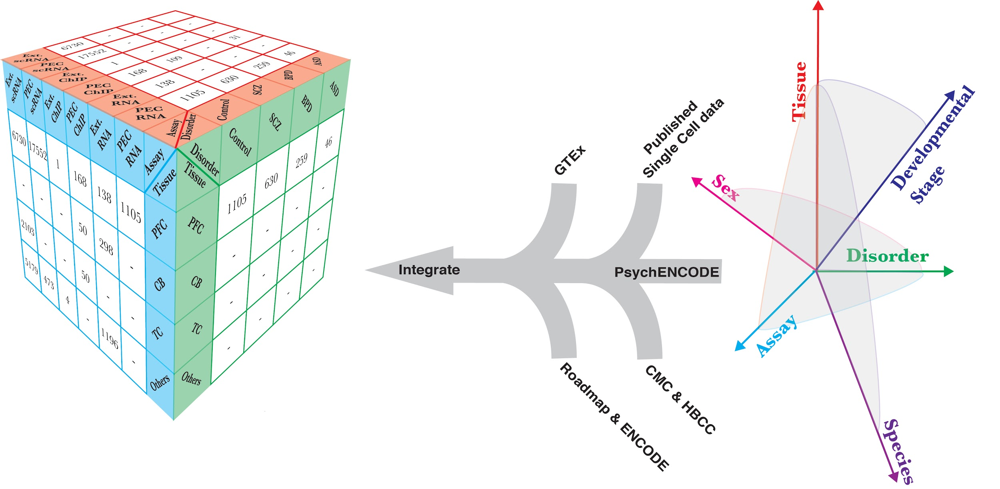 6730 - - -
17552 - - -
1 - - -
168 109 - 31
138 - - -
1105 630 259 46
Ext. scRNA
PEC scRNA
Ext. ChIP
PEC ChIP
Ext. RNA
PEC RNA
Assay
Disorder
Control
SCZ
BPD
ASD
Ext. scRNA
PEC scRNA
Ext. ChIP
PEC ChIP
Ext. RNA
PEC RNA
Assay
Tissue
6730 17552 1 168 138 1105 PFC
- - - 50 298 - CB
2103 - - 50 - - TC
5179 473 4 - 1196 - Others
Disorder
Tissue
Control
SCZ
BPD
ASD
PFC 1105 630 259 46
CB - - - -
TC - - - -
Others - - - -
Integrate
GTEx
Published
Single Cell data
PsychENCODE
Roadmap & ENCODE
CMC & HBCC
Tissue
Developmental
Stage
Sex
Disorder
Assay
Species